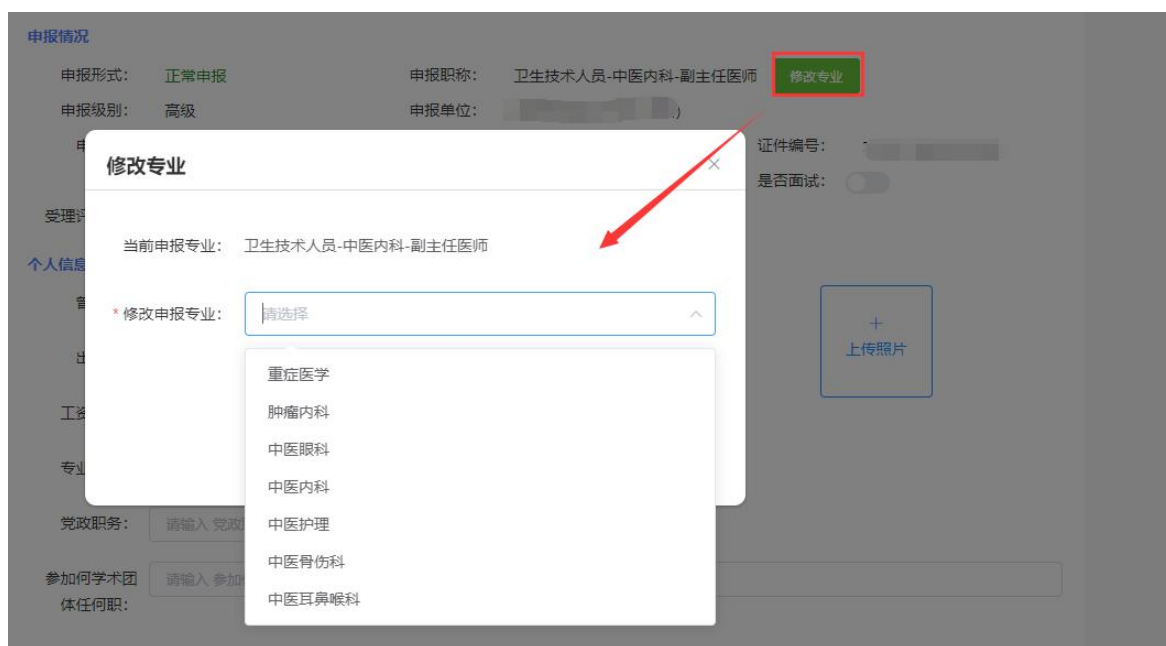 申报情况
申报形式： 正常申报 申报职称： 卫生技术人员-中医内科-副主任医师 修改专业
申报级别： 高级 申报单位：
证件编号：
修改专业 ×
是否面试：
受理评
当前申报专业： 卫生技术人员-中医内科-副主任医师
个人信息
* 修改申报专业： 请选择
+
上传照片
重症医学
工资
肿瘤内科
中医眼科
专业
中医内科
党政职务： 请输入 党政
中医护理
中医骨伤科
参加何学术团
体任何职： 请输入 参加
中医耳鼻喉科